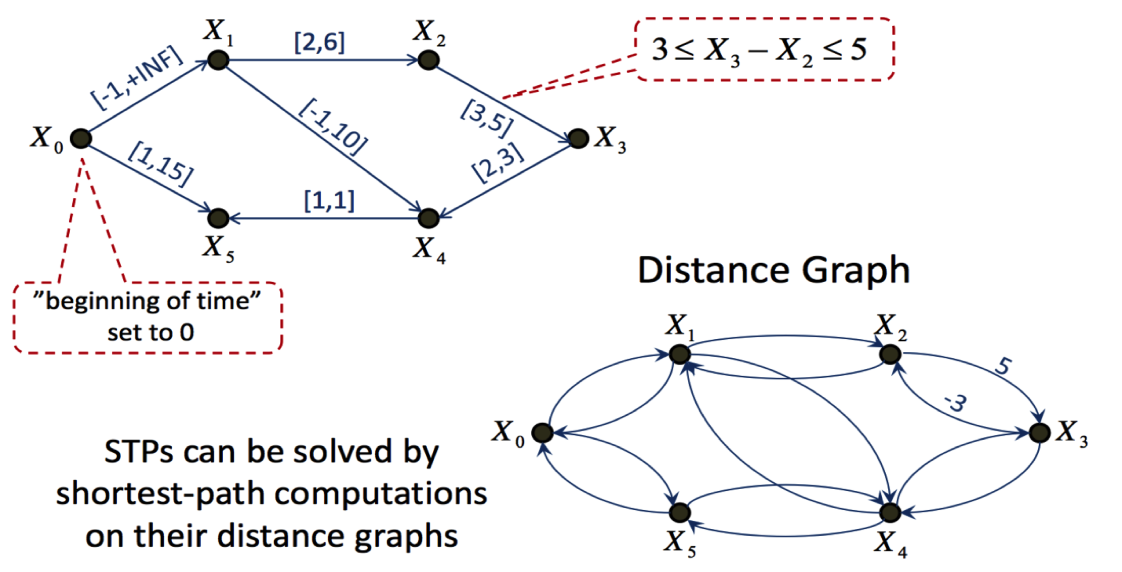 X1
X2
[2,6]
3 ≤ X3 − X2 ≤ 5
[-1,+INF]
[-1,10]
[3,5]
X0
X3
[1,15]
[2,3]
[1,1]
X5
X4
”beginning of time”
set to 0
Distance Graph
X1
X2
5
-3
X0
X3
STPs can be solved by
shortest-path computations
on their distance graphs
X5
X4